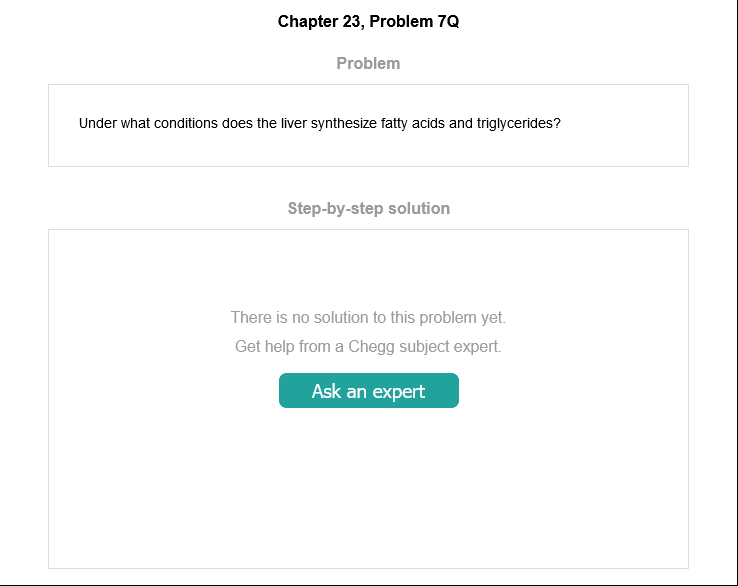 Chapter 23, Problem 7Q
Problem
Under what conditions does the liver synthesize fatty acids and triglycerides?
Step-by-step solution
There is no solution to this problem yet.
Get help from a Chegg subject expert.
Ask an expert